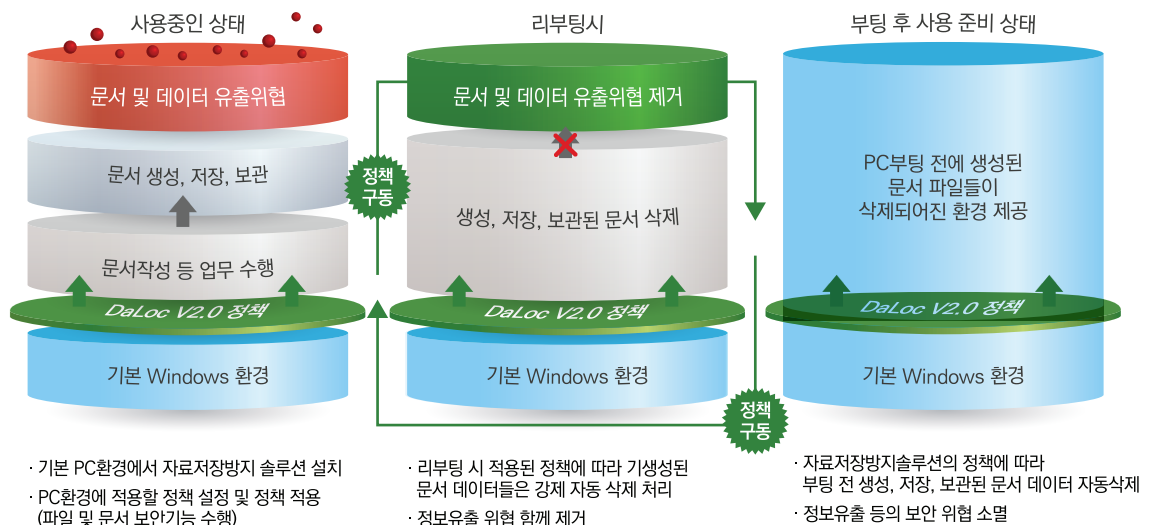 사용중인 상태
문서 및 데이터 유출위협
문서 생성, 저장, 보관
문서작성 등 업무 수행
DaLoc V2.0 정책
기본 Windows 환경
· 기본 PC환경에서 자료저장방지 솔루션 설치
· PC환경에 적용할 정책 설정 및 정책 적용
(파일 및 문서 보안기능 수행)
정책
구동
리부팅시
문서 및 데이터 유출위협 제거
생성, 저장, 보관된 문서 삭제
DaLoc V2.0 정책
기본 Windows 환경
· 리부팅 시 적용된 정책에 따라 기생성된
문서 데이터들은 강제 자동 삭제 처리
· 정보유출 위협 함께 제거
정책
구동
부팅 후 사용 준비 상태
PC부팅 전에 생성된
문서 파일들이
삭제되어진 환경 제공
DaLoc V2.0 정책
기본 Windows 환경
· 자료저장방지솔루션의 정책에 따라
부팅 전 생성, 저장, 보관된 문서 데이터 자동삭제
· 정보유출 등의 보안 위협 소멸